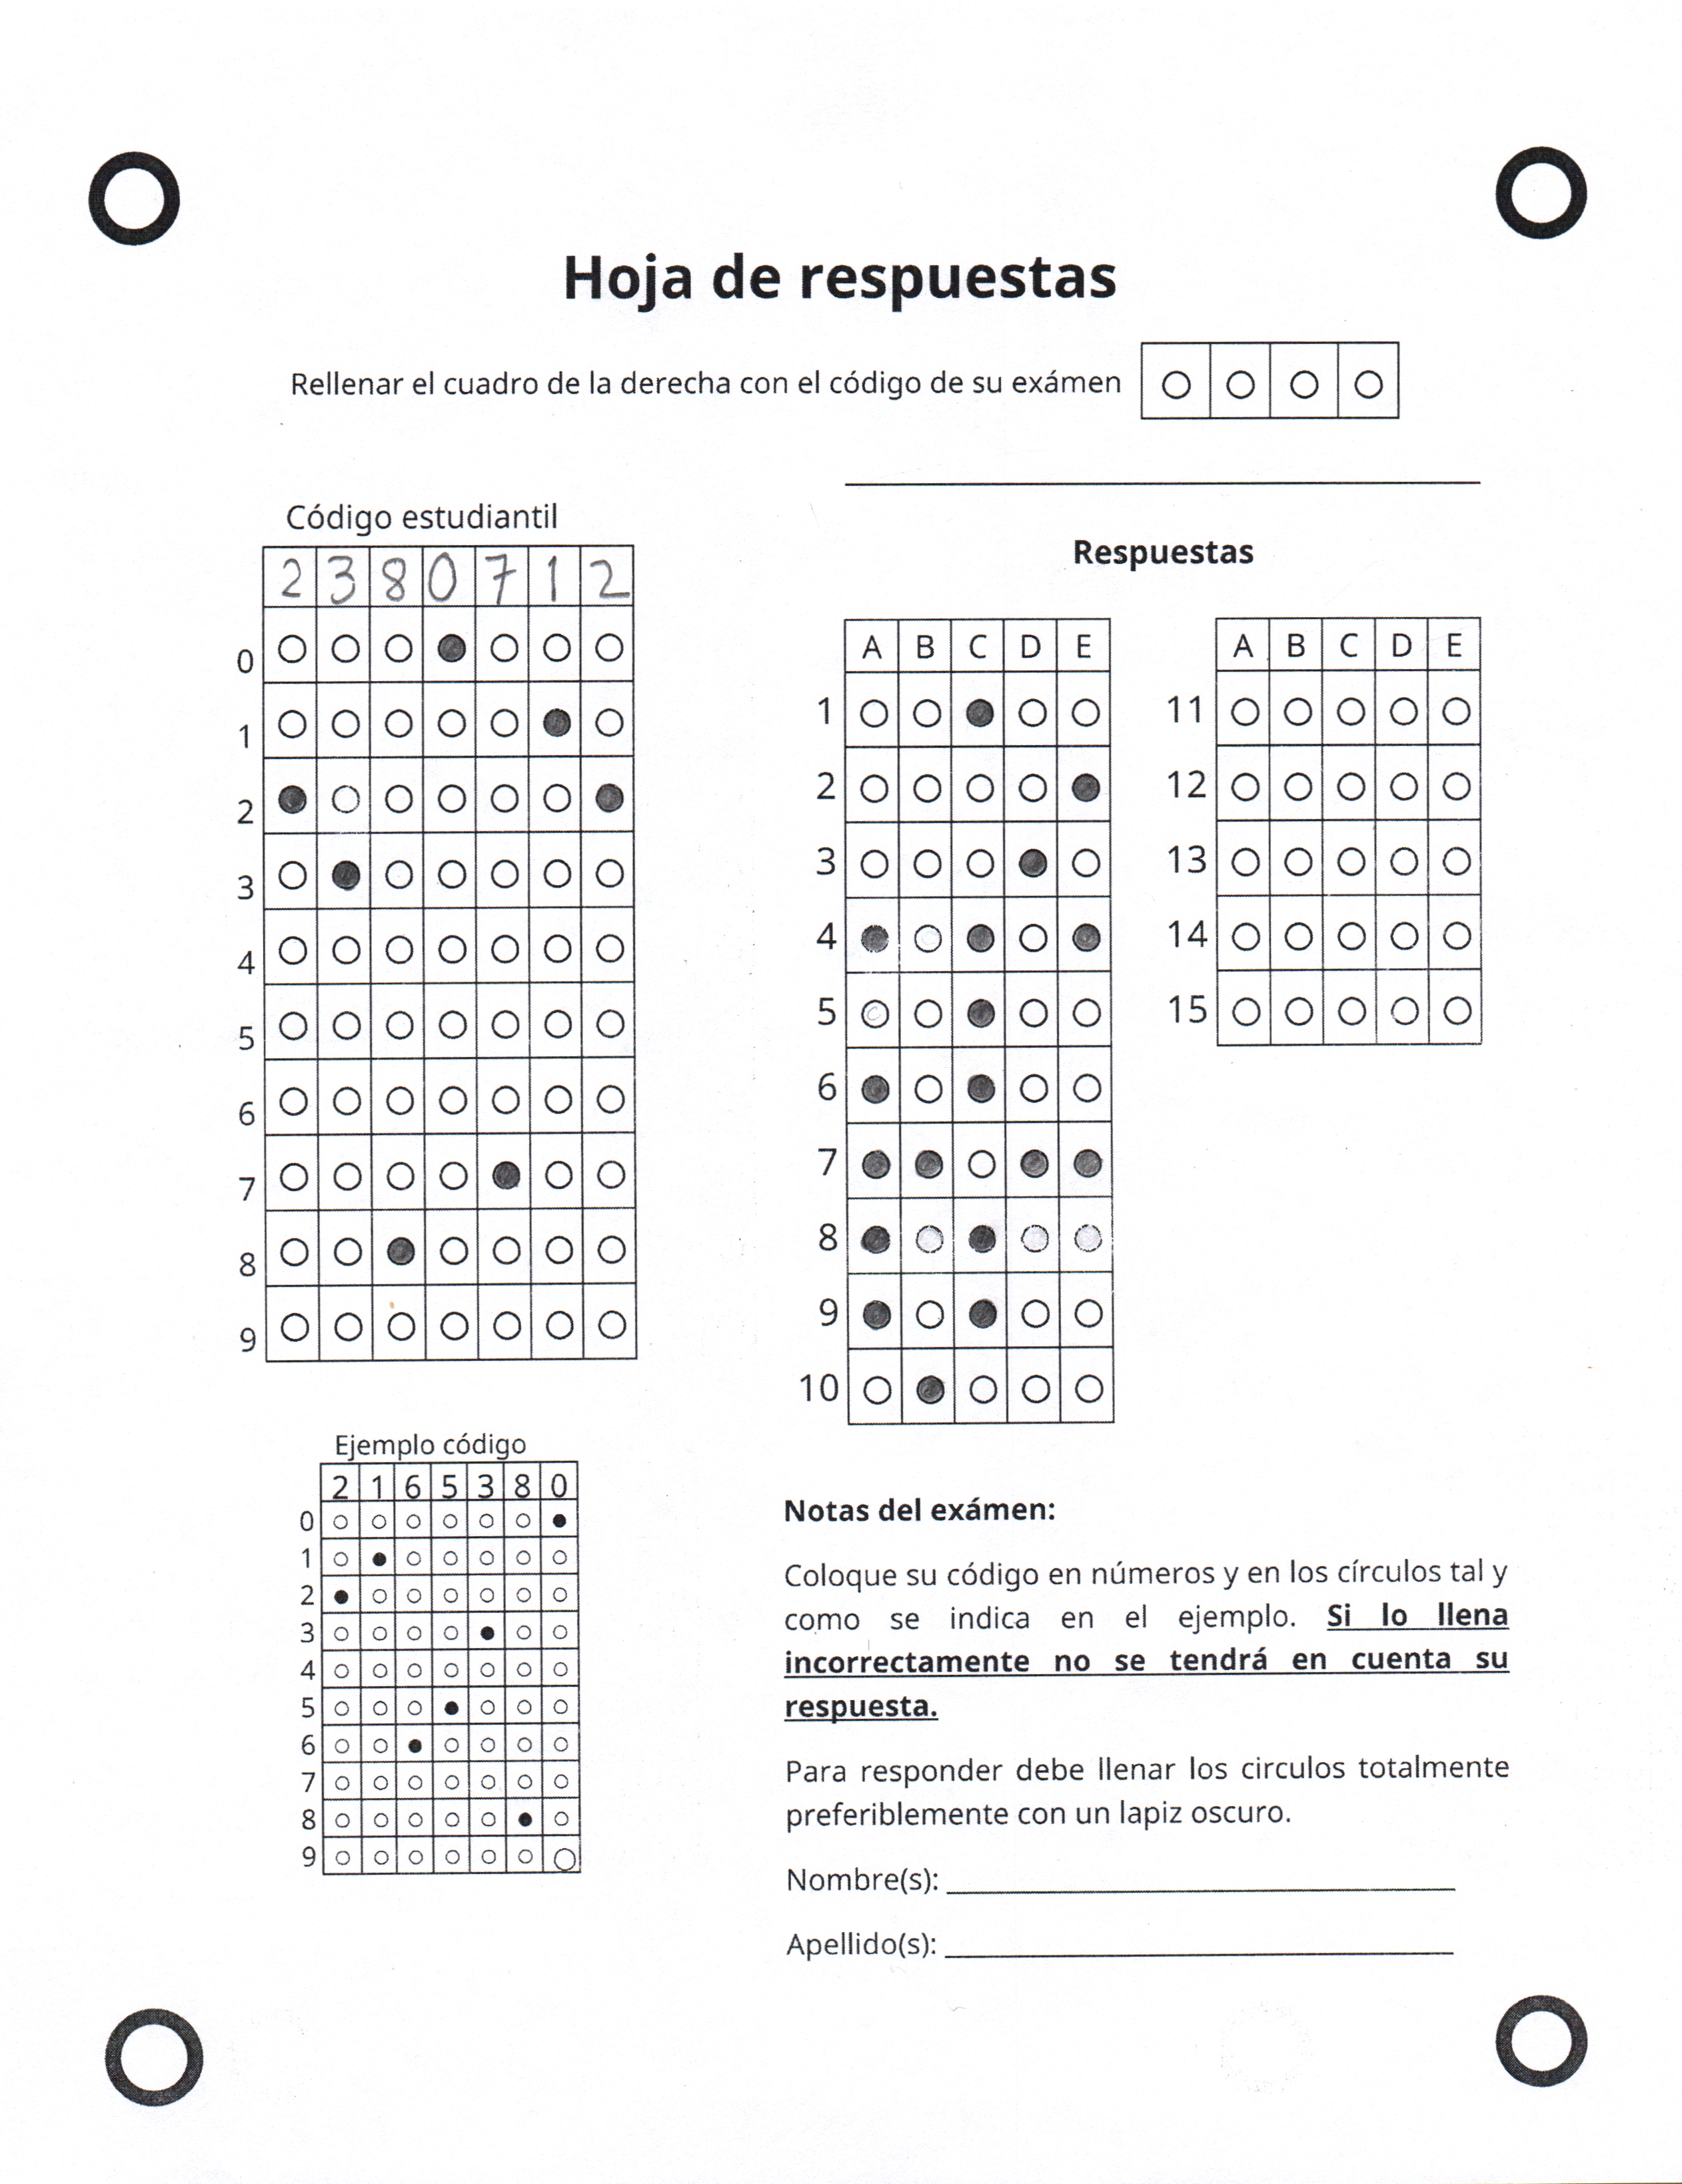 Hoja de respuestas
Rellenar el cuadro de la derecha con el código de su exámen
Código estudiantil
2 3 8 0 7 1 2
0
1
2
3
4
5
6
7
8
9
Respuestas
A B C D E
1
2
3
4
5
6
7
8
9
10
A B C D E
11
12
13
14
15
Ejemplo código
2 1 6 5 3 8 0
0
1
2
3
4
5
6
7
8
9
Notas del exámen:
Coloque su código en números y en los círculos tal y
como se indica en el ejemplo. Si lo llena
incorrectamente no se tendrá en cuenta su
respuesta.
Para responder debe llenar los circulos totalmente
preferiblemente con un lapiz oscuro.
Nombre(s):
Apellido(s):